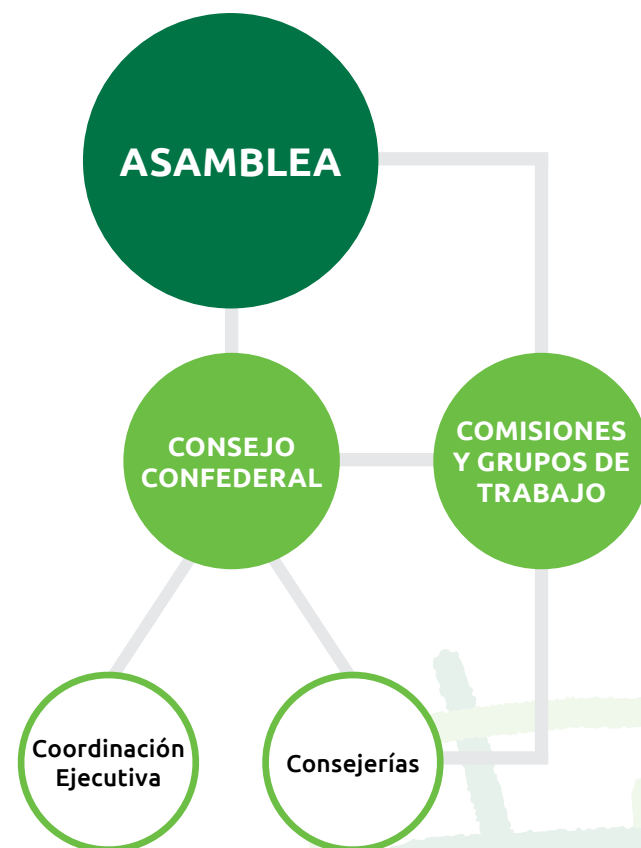 ASAMBLEA
CONSEJO
CONFEDERAL
COMISIONES
Y GRUPOS DE
TRABAJO
Coordinación
Ejecutiva
Consejerías